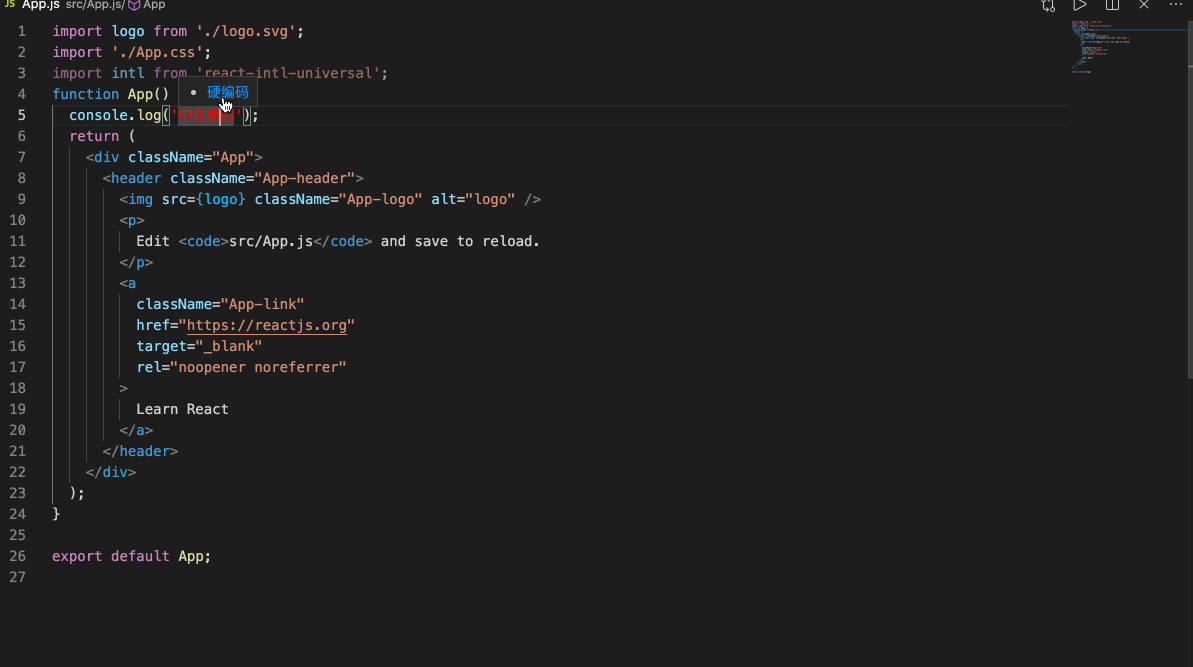 JS App.js src/App.js/ App
1 import logo from './logo.svg';
2 import './App.css';
3 import intl from 'react-intl-universal';
硬编码
4 function App()
5 console.log('中文');
6 return (
7 <div className="App">
8 <header className="App-header">
9 <img src={logo} className="App-logo" alt="logo" />
10 <p>
11 Edit <code>src/App.js</code> and save to reload.
12 </p>
13 <a
14 className="App-link"
15 href="https://reactjs.org"
16 target="_blank"
17 rel="noopener noreferrer"
18 >
19 Learn React
20 </a>
21 </header>
22 </div>
23 );
24 }
25
26 export default App;
27